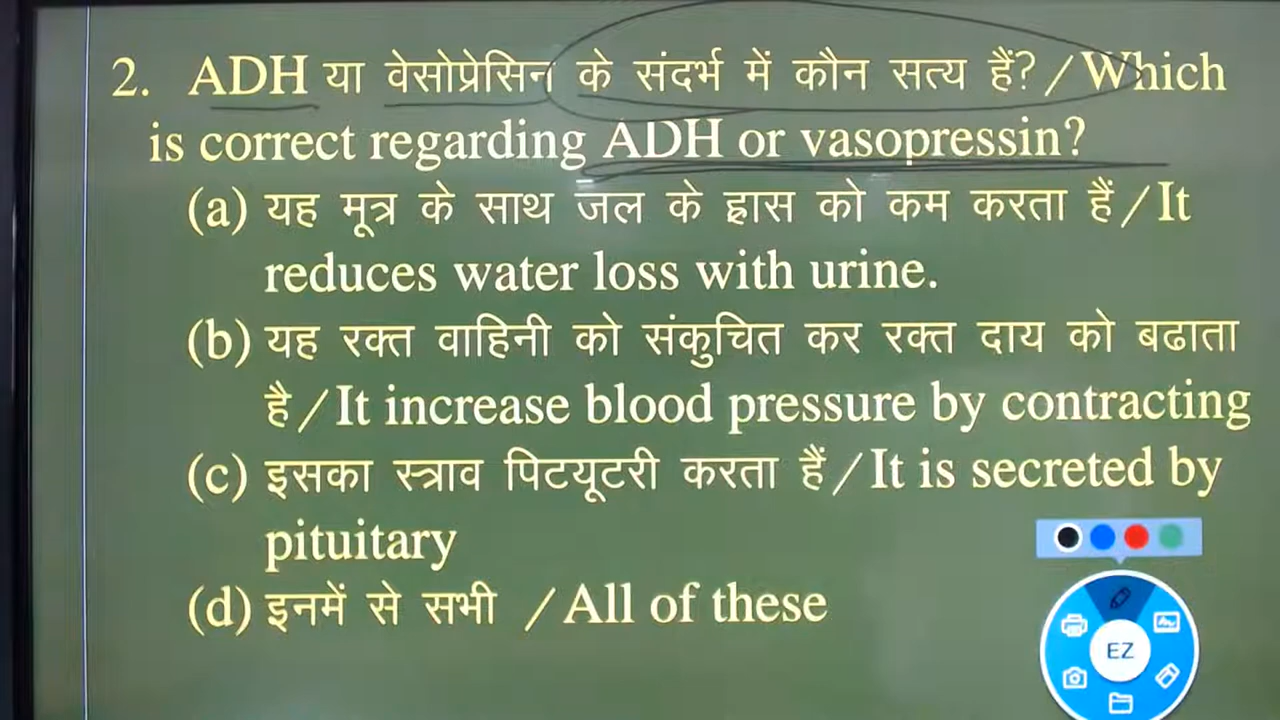 2. ADH या वेसोप्रेसिन के संदर्भ में कौन सत्य हैं? / Which
is correct regarding ADH or vasopressin?
(a) यह मूत्र के साथ जल के ह्रास को कम करता हैं / It
reduces water loss with urine.
(b) यह रक्त वाहिनी को संकुचित कर रक्त दाय को बढाता
है / It increase blood pressure by contracting
(c) इसका स्त्राव पिटयूटरी करता हैं / It is secreted by
pituitary
(d) इनमें से सभी / All of these
EZ